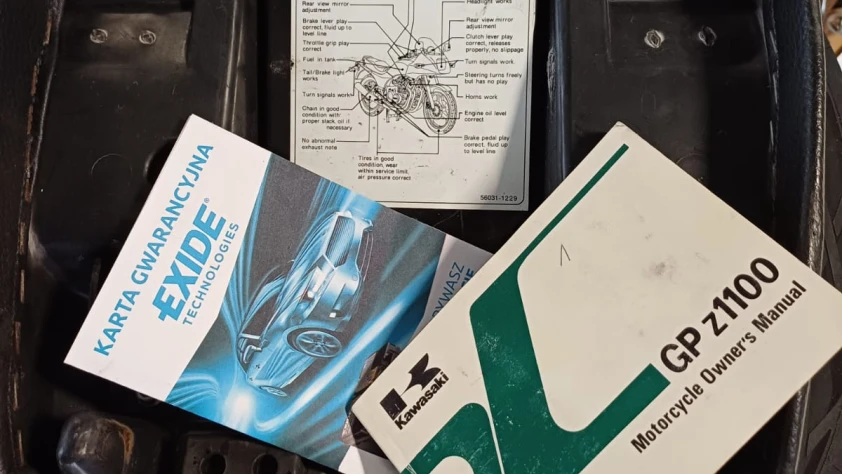 Rear view mirror
adjustment
Brake lever play
correct, fluid up to
level line
Throttle grip play
correct
Fuel in tank
Tail/Brake light
works
Turn signals work
Chain in good
condition with
proper slack, oil if
necessary
No abnormal
exhaust note
Tires in good
condition, wear
within service limit,
air pressure correct
Headlight works
Rear view mirror
adjustment
Clutch lever play
correct, releases
properly, no slippage
Turn signals work
Steering turns freely
but has no play
Horns work
Engine oil level
correct
Brake pedal play
correct, fluid up
to level line
56031-1229
KARTA GWARANCYJNA
EXIDE®
TECHNOLOGIES
Kawasaki
GP z1100
Motorcycle Owner's Manual